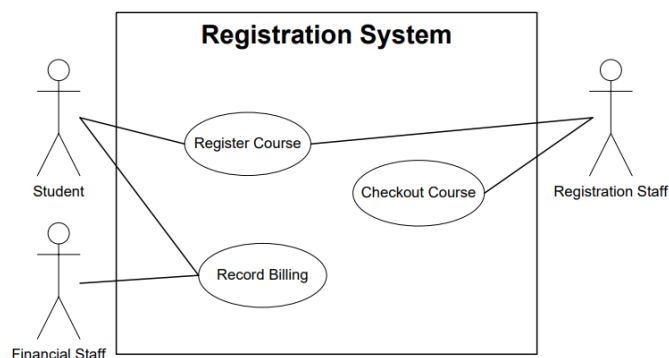 Registration System
Register Course
Student
Checkout Course
Registration Staff
Record Billing
Financial Staff